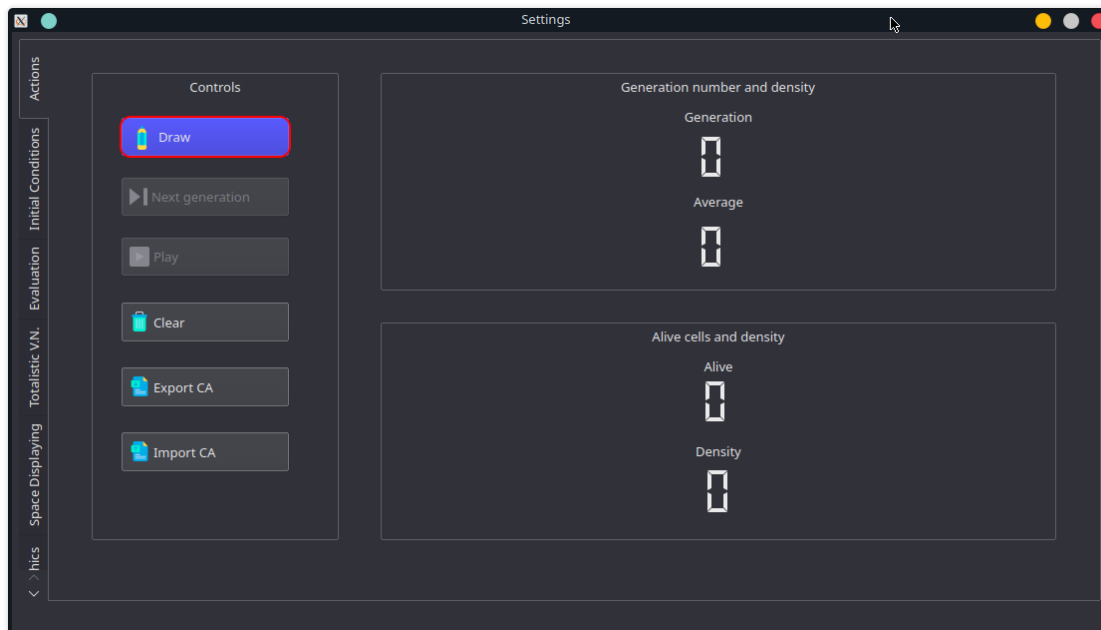 Settings
Actions
Initial Conditions
Evaluation
Totalistic V.N.
Space Displaying
hics
Controls
Draw
Next generation
Play
Clear
Export CA
Import CA
Generation number and density
Generation
0
Average
0
Alive cells and density
Alive
0
Density
0